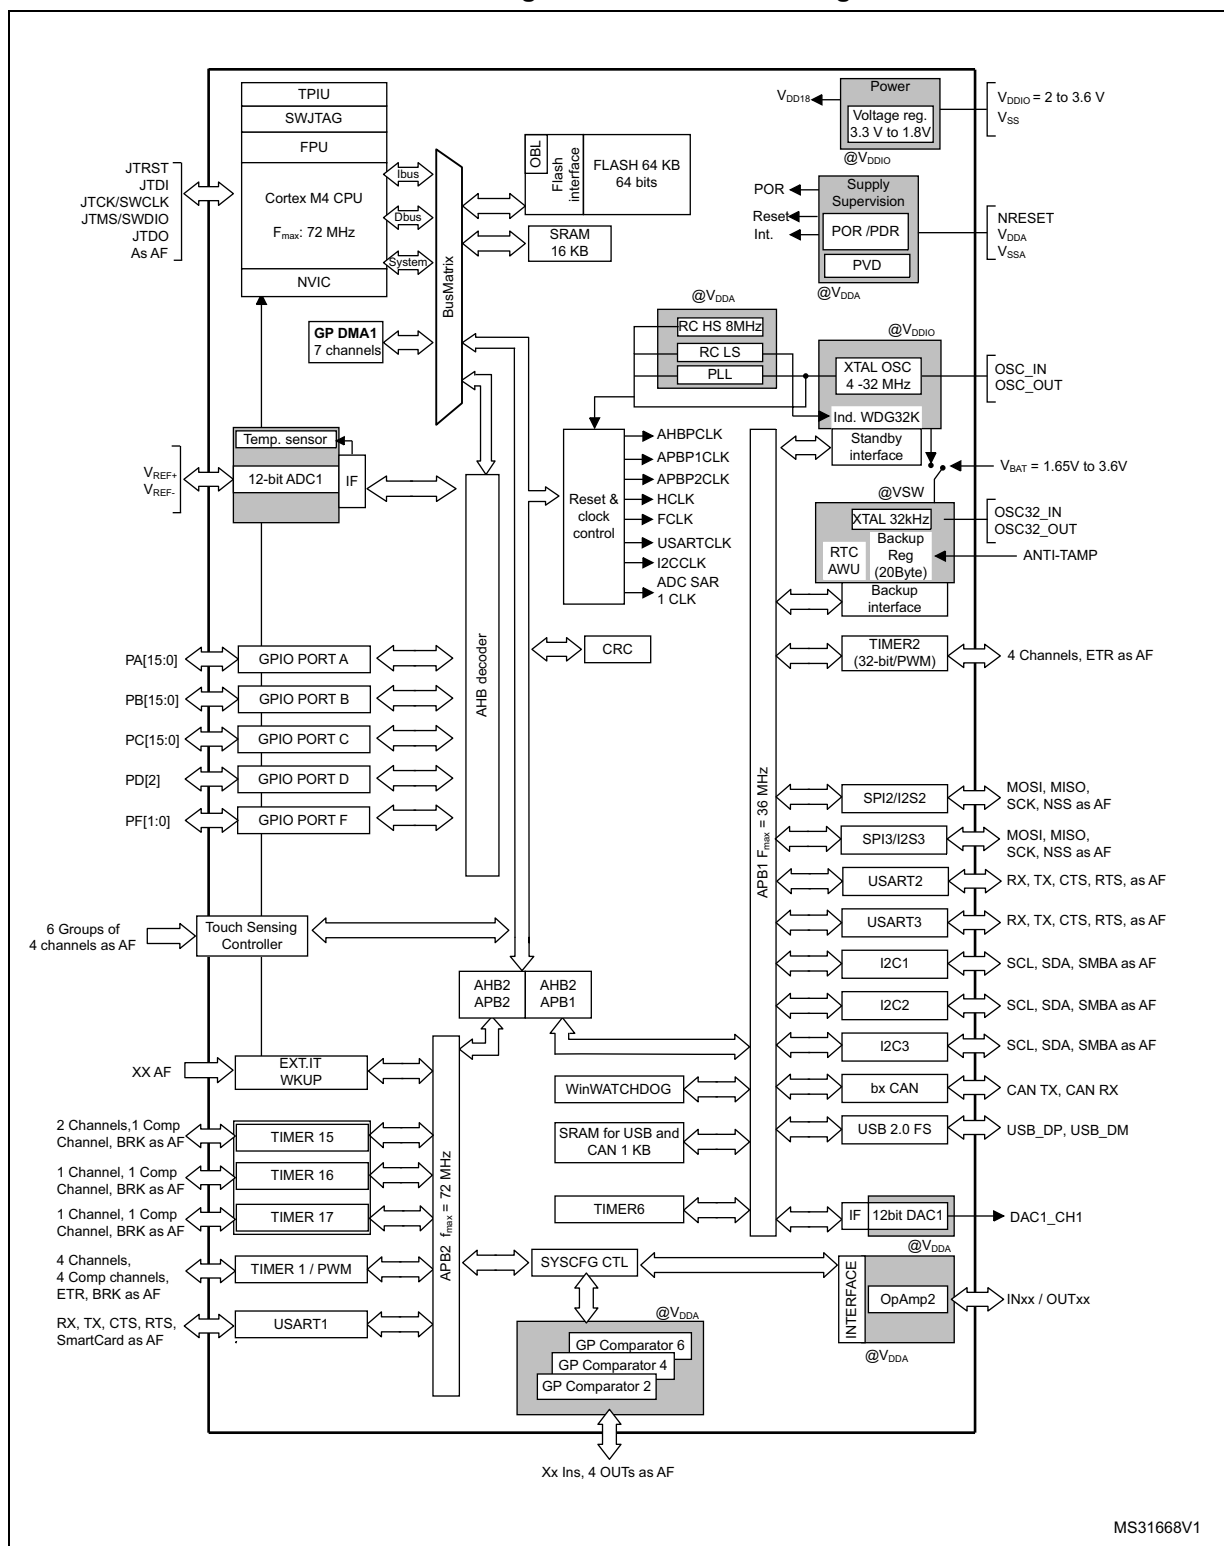 TPIU
SWJTAG
FPU
Cortex M4 CPU
Fmax: 72 MHz
NVIC
JTRST
JTDI
JTCK/SWCLK
JTMS/SWDIO
JTDO
As AF
Ibus
Dbus
System
BusMatrix
OBL
Flash
interface
FLASH 64 KB
64 bits
SRAM
16 KB
GP DMA1
7 channels
VDD18
Power
Voltage reg.
3.3 V to 1.8V
@VDDIO
VDDIO = 2 to 3.6 V
VSS
POR
Reset
Int.
Supply
Supervision
POR /PDR
PVD
@VDDA
NRESET
VDDA
VSSA
@VDDA
RC HS 8MHz
RC LS
PLL
@VDDIO
XTAL OSC
4 -32 MHz
Ind. WDG32K
Standby
interface
OSC_IN
OSC_OUT
VBAT = 1.65V to 3.6V
@VSW
XTAL 32kHz
RTC
AWU
Backup
Reg
(20Byte)
Backup
interface
OSC32_IN
OSC32_OUT
ANTI-TAMP
Temp. sensor
12-bit ADC1
IF
VREF+
VREF-
Reset &
clock
control
AHBPCLK
APBP1CLK
APBP2CLK
HCLK
FCLK
USARTCLK
I2CCLK
ADC SAR
1 CLK
CRC
AHB decoder
PA[15:0]
GPIO PORT A
PB[15:0]
GPIO PORT B
PC[15:0]
GPIO PORT C
PD[2]
GPIO PORT D
PF[1:0]
GPIO PORT F
6 Groups of
4 channels as AF
Touch Sensing
Controller
AHB2
APB2
AHB2
APB1
APB1 Fmax = 36 MHz
TIMER2
(32-bit/PWM)
4 Channels, ETR as AF
SPI2/I2S2
MOSI, MISO,
SCK, NSS as AF
SPI3/I2S3
MOSI, MISO,
SCK, NSS as AF
USART2
RX, TX, CTS, RTS, as AF
USART3
RX, TX, CTS, RTS, as AF
I2C1
SCL, SDA, SMBA as AF
I2C2
SCL, SDA, SMBA as AF
I2C3
SCL, SDA, SMBA as AF
bx CAN
CAN TX, CAN RX
USB 2.0 FS
USB_DP, USB_DM
IF
12bit DAC1
DAC1_CH1
@VDDA
WinWATCHDOG
SRAM for USB and
CAN 1 KB
TIMER6
XX AF
EXT.IT
WKUP
2 Channels,1 Comp
Channel, BRK as AF
TIMER 15
1 Channel, 1 Comp
Channel, BRK as AF
TIMER 16
1 Channel, 1 Comp
Channel, BRK as AF
TIMER 17
4 Channels,
4 Comp channels,
ETR, BRK as AF
TIMER 1 / PWM
RX, TX, CTS, RTS,
SmartCard as AF
USART1
APB2 fmax = 72 MHz
SYSCFG CTL
@VDDA
GP Comparator 6
GP Comparator 4
GP Comparator 2
Xx Ins, 4 OUTs as AF
INTERFACE
OpAmp2
INxx / OUTxx
@VDDA
MS31668V1